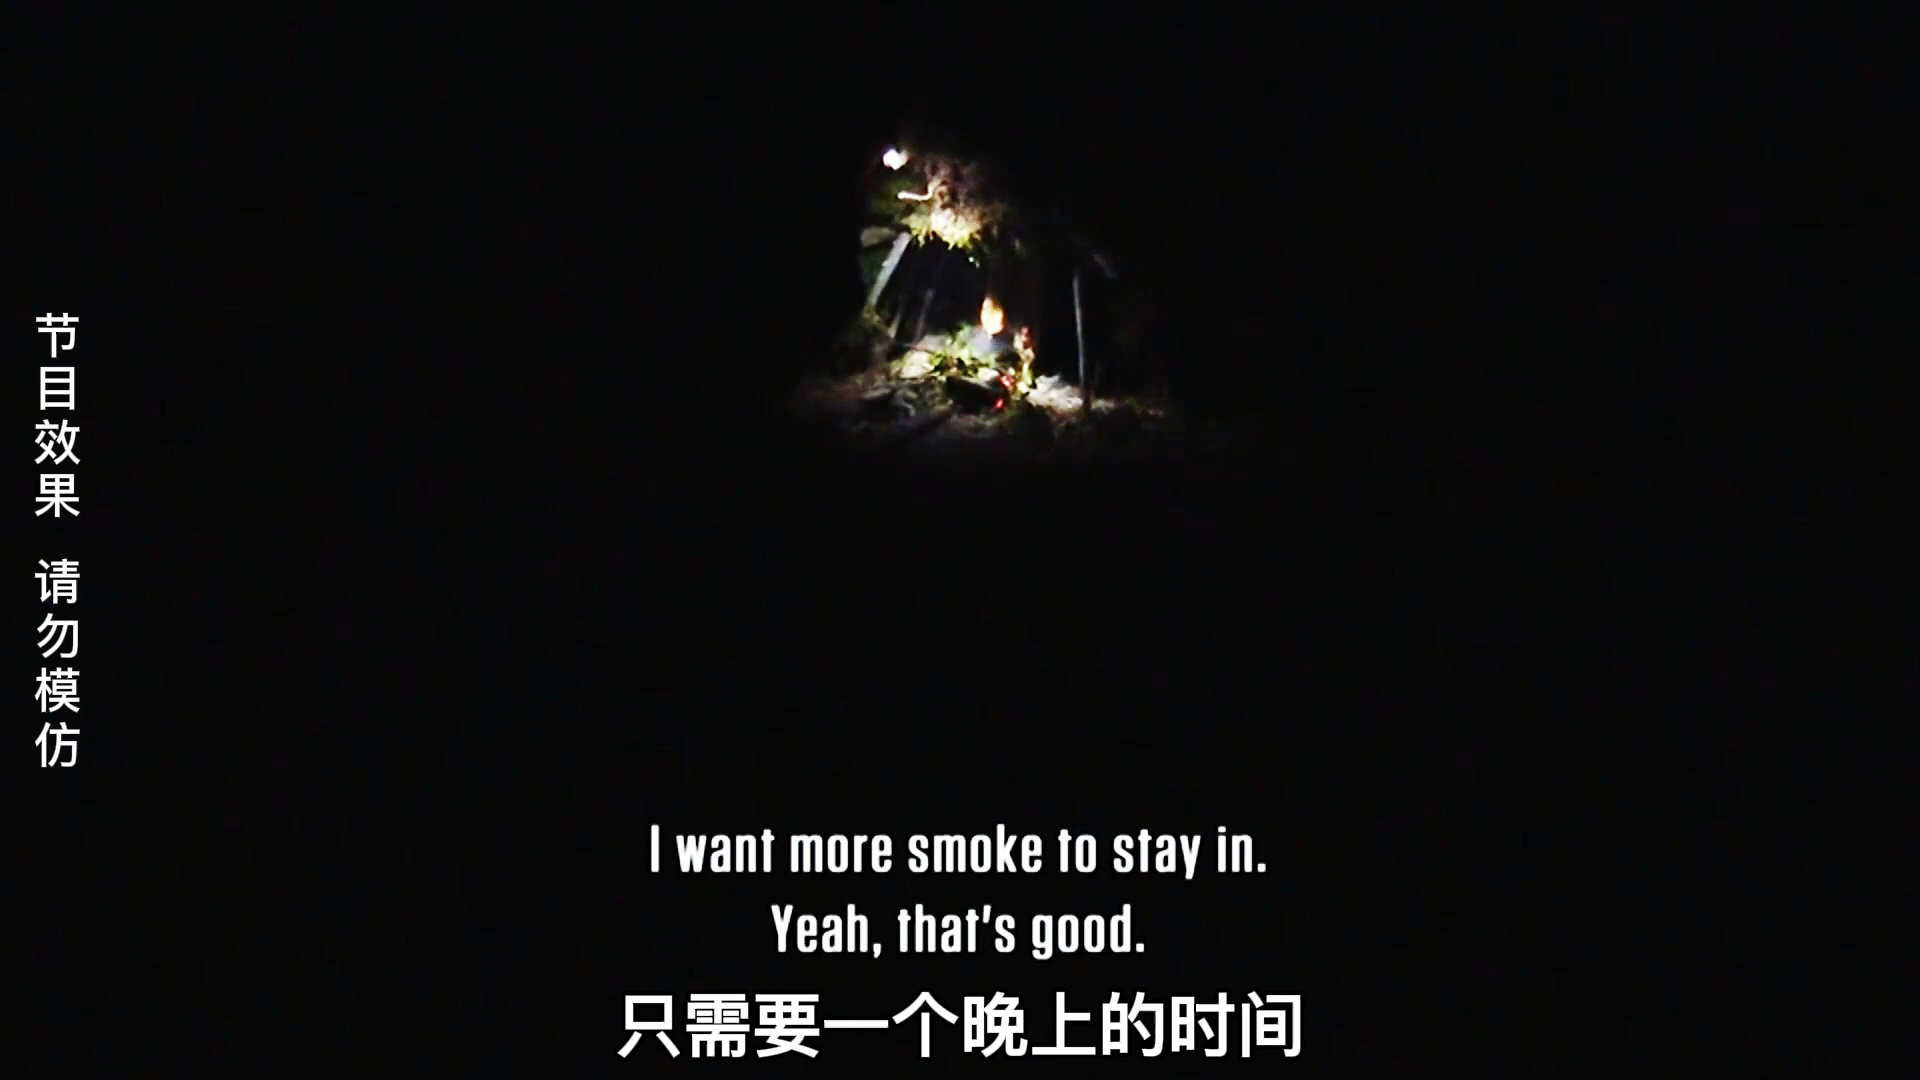 节目效果 请勿模仿
I want more smoke to stay in.
Yeah, that's good.
只需要一个晚上的时间